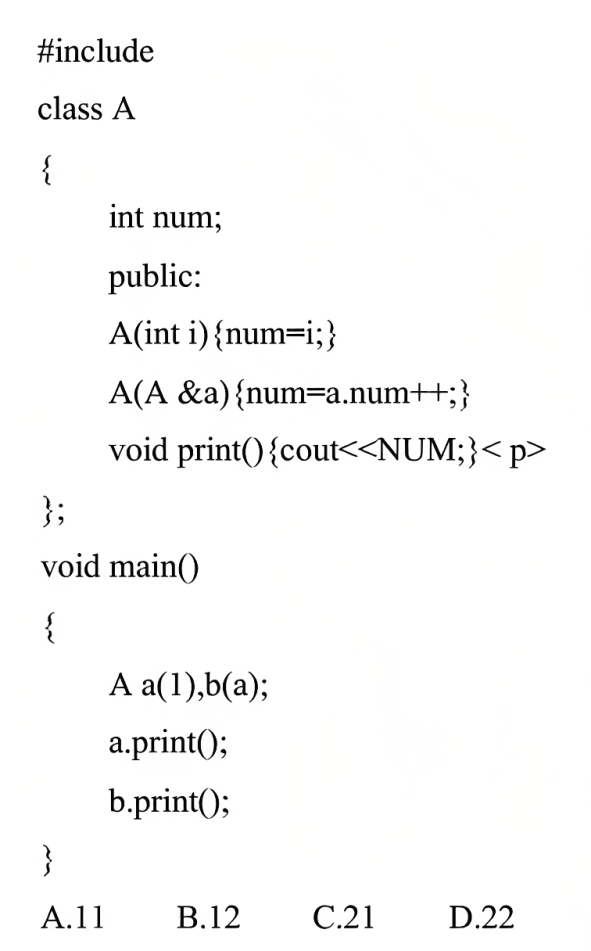 #include
class A
{
int num;
public:
A(int i){num=i;}
A(A &a){num=a.num++;}
void print(){cout<<NUM;}< p>
};
void main()
{
A a(1),b(a);
a.print();
b.print();
}
A.11 B.12 C.21 D.22